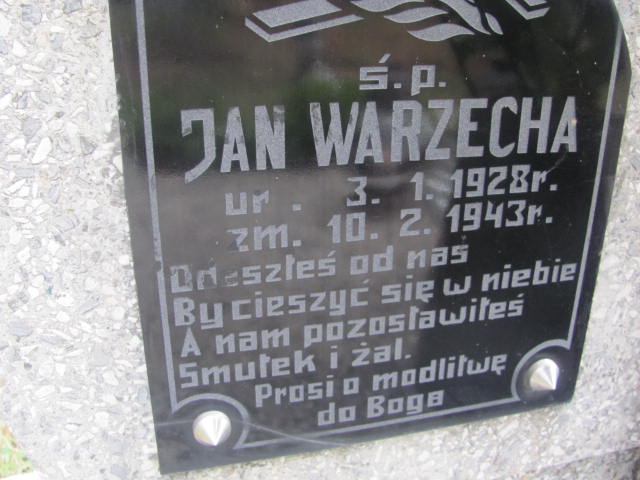 ś.p.
JAN WARZECHA
ur. 3. 1. 1928r.
zm. 10. 2. 1943r.
Odeszłeś od nas
By cieszyć się w niebie
A nam pozostawiłeś
Smutek i żal.
Prosi o modlitwę
do Boga